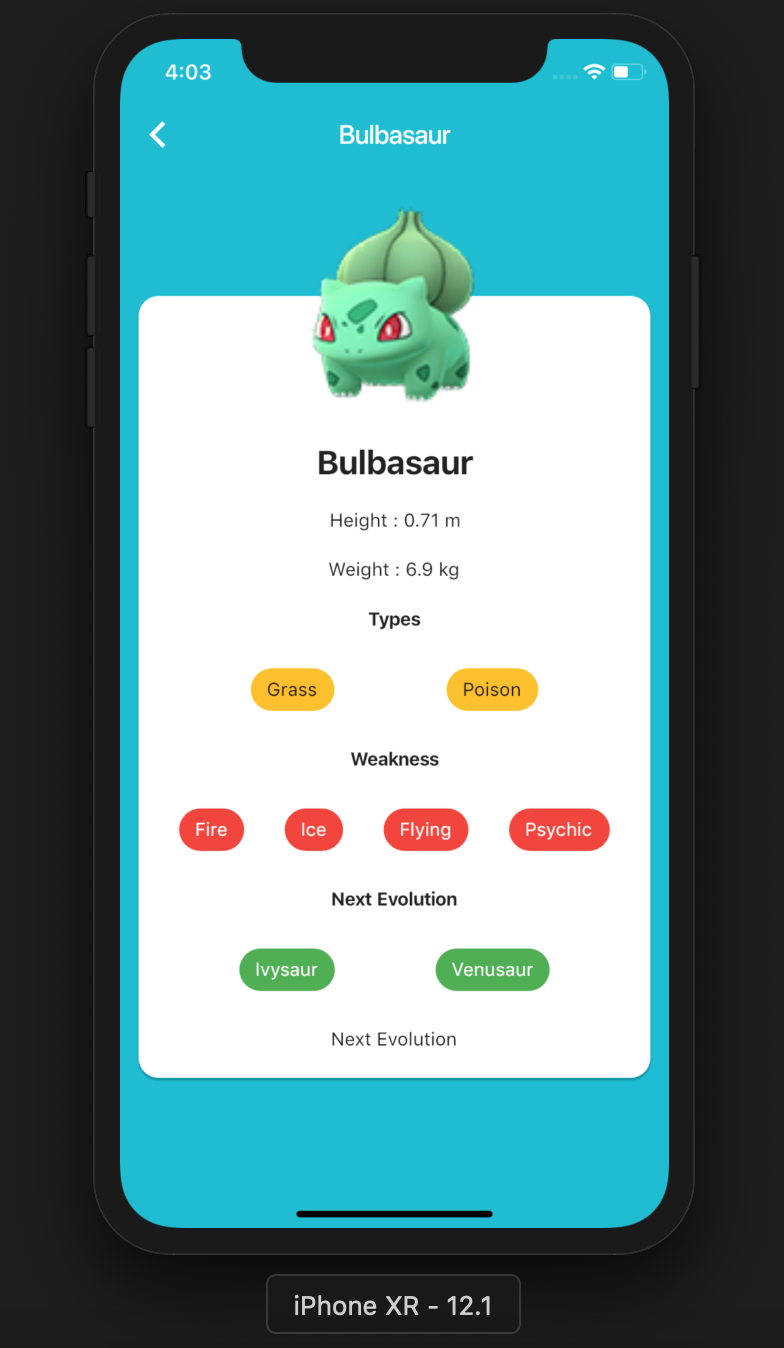 4:03
Bulbasaur
Bulbasaur
Height : 0.71 m
Weight : 6.9 kg
Types
Grass Poison
Weakness
Fire Ice Flying Psychic
Next Evolution
Ivysaur Venusaur
Next Evolution
iPhone XR - 12.1